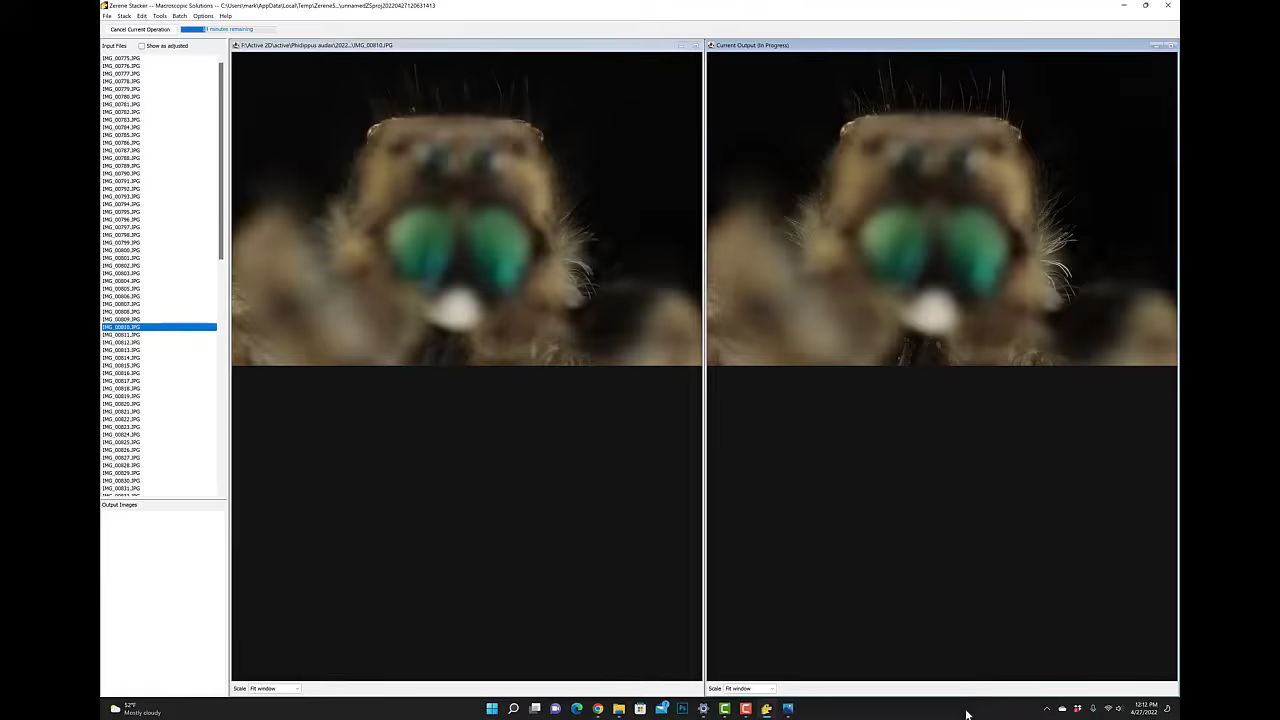 Zerene Stacker -- Macroscopic Solutions -- C:\Users\mark\AppData\Local\Temp\ZereneS...\unnamedZSproj20220427120631413
File Stack Edit Tools Batch Options Help
Cancel Current Operation
minutes remaining
Input Files
Show as adjusted
F:\Active 2D\active\Phidippus audax\2022...\IMG_00810.JPG
Current Output (In Progress)
IMG_00775.JPG
IMG_00776.JPG
IMG_00777.JPG
IMG_00778.JPG
IMG_00779.JPG
IMG_00780.JPG
IMG_00781.JPG
IMG_00782.JPG
IMG_00783.JPG
IMG_00784.JPG
IMG_00785.JPG
IMG_00786.JPG
IMG_00787.JPG
IMG_00788.JPG
IMG_00789.JPG
IMG_00790.JPG
IMG_00791.JPG
IMG_00792.JPG
IMG_00793.JPG
IMG_00794.JPG
IMG_00795.JPG
IMG_00796.JPG
IMG_00797.JPG
IMG_00798.JPG
IMG_00799.JPG
IMG_00800.JPG
IMG_00801.JPG
IMG_00802.JPG
IMG_00803.JPG
IMG_00804.JPG
IMG_00805.JPG
IMG_00806.JPG
IMG_00807.JPG
IMG_00808.JPG
IMG_00809.JPG
IMG_00810.JPG
IMG_00811.JPG
IMG_00812.JPG
IMG_00813.JPG
IMG_00814.JPG
IMG_00815.JPG
IMG_00816.JPG
IMG_00817.JPG
IMG_00818.JPG
IMG_00819.JPG
IMG_00820.JPG
IMG_00821.JPG
IMG_00822.JPG
IMG_00823.JPG
IMG_00824.JPG
IMG_00825.JPG
IMG_00826.JPG
IMG_00827.JPG
IMG_00828.JPG
IMG_00829.JPG
IMG_00830.JPG
IMG_00831.JPG
Output Images
Scale Fit window
Scale Fit window
52°F
Mostly cloudy
12:12 PM
4/27/2022